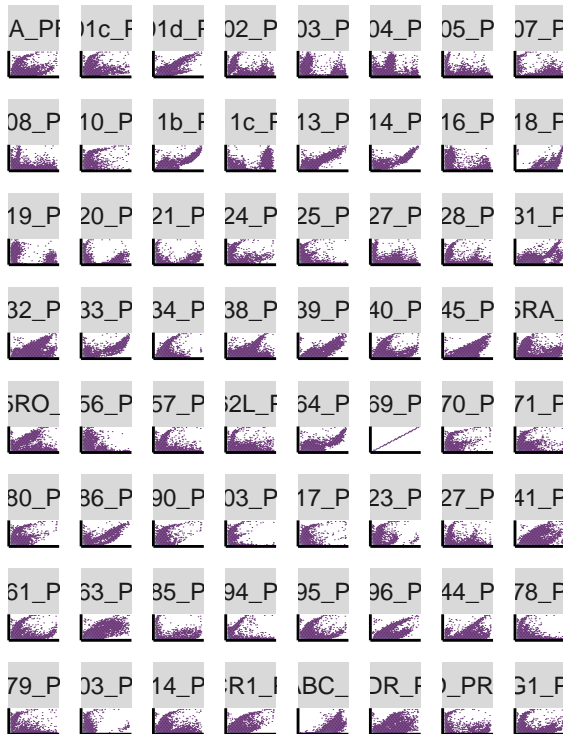 A_PF 01c_F 01d_F 02_P 03_P 04_P 05_P 07_P
08_P 10_P 1b_F 1c_F 13_P 14_P 16_P 18_P
19_P 20_P 21_P 24_P 25_P 27_P 28_P 31_P
32_P 33_P 34_P 38_P 39_P 40_P 45_P 5RA_
5RO_ 56_P 57_P 62L_F 64_P 69_P 70_P 71_P
80_P 86_P 90_P 03_P 17_P 23_P 27_P 41_P
61_P 63_P 85_P 94_P 95_P 96_P 44_P 78_P
79_P 03_P 14_P CR1_F ABC_ DR_F D_PR G1_P